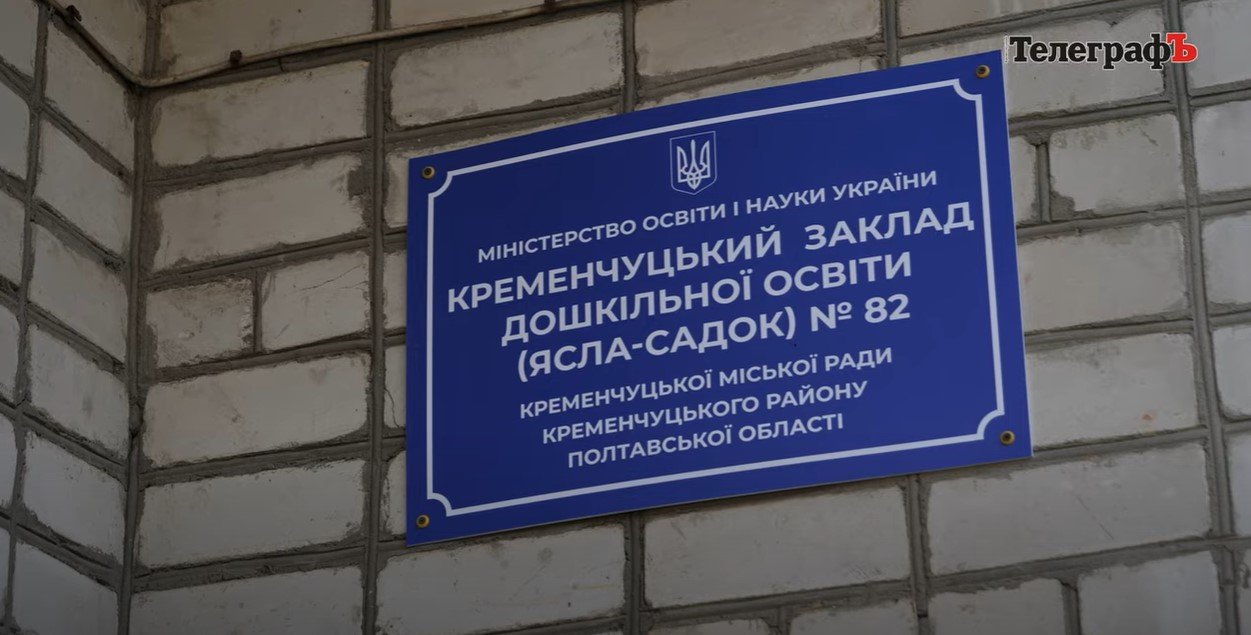 ТелеграфЪ
МІНІСТЕРСТВО ОСВІТИ І НАУКИ УКРАЇНИ
КРЕМЕНЧУЦЬКИЙ ЗАКЛАД
ДОШКІЛЬНОЇ ОСВІТИ
(ЯСЛА-САДОК) № 82
КРЕМЕНЧУЦЬКОЇ МІСЬКОЇ РАДИ
КРЕМЕНЧУЦЬКОГО РАЙОНУ
ПОЛТАВСЬКОЇ ОБЛАСТІ